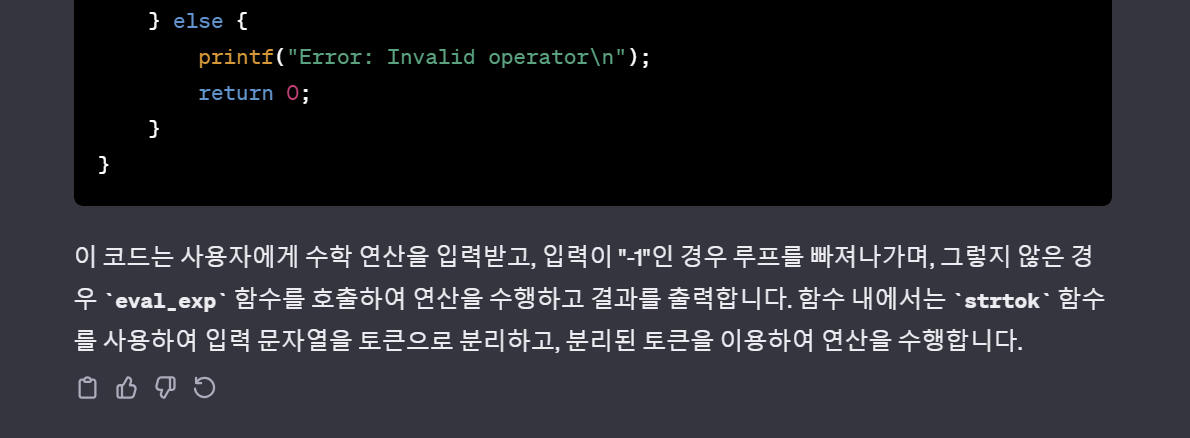 } else {
printf("Error: Invalid operator\n");
return 0;
}
}
이 코드는 사용자에게 수학 연산을 입력받고, 입력이 "-1"인 경우 루프를 빠져나가며, 그렇지 않은 경
우 `eval_exp` 함수를 호출하여 연산을 수행하고 결과를 출력합니다. 함수 내에서는 `strtok` 함수
를 사용하여 입력 문자열을 토큰으로 분리하고, 분리된 토큰을 이용하여 연산을 수행합니다.